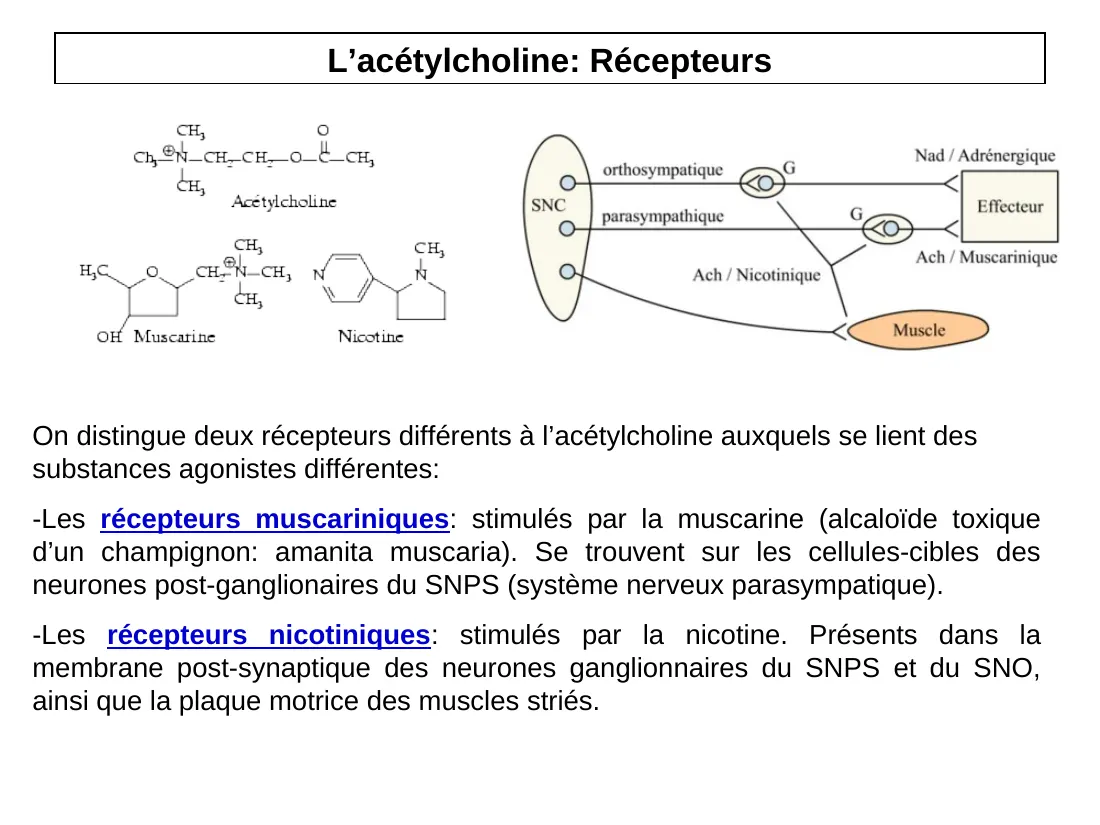 L’acétylcholine: Récepteurs
CH3
O
Ch3—N—CH2—CH2—O—C—CH3
CH3
Acétylcholine
CH3
H3C
O
CH2—N—CH3
CH3
OH
Muscarine
CH3
N
N
Nicotine
SNC
orthosympatique
G
Nad / Adrénergique
parasympathique
G
Effecteur
Ach / Muscarinique
Ach / Nicotinique
Muscle
On distingue deux récepteurs différents à l’acétylcholine auxquels se lient des
substances agonistes différentes:
-Les récepteurs muscariniques: stimulés par la muscarine (alcaloïde toxique
d’un champignon: amanita muscaria). Se trouvent sur les cellules-cibles des
neurones post-ganglionaires du SNPS (système nerveux parasympatique).
-Les récepteurs nicotiniques: stimulés par la nicotine. Présents dans la
membrane post-synaptique des neurones ganglionnaires du SNPS et du SNO,
ainsi que la plaque motrice des muscles striés.